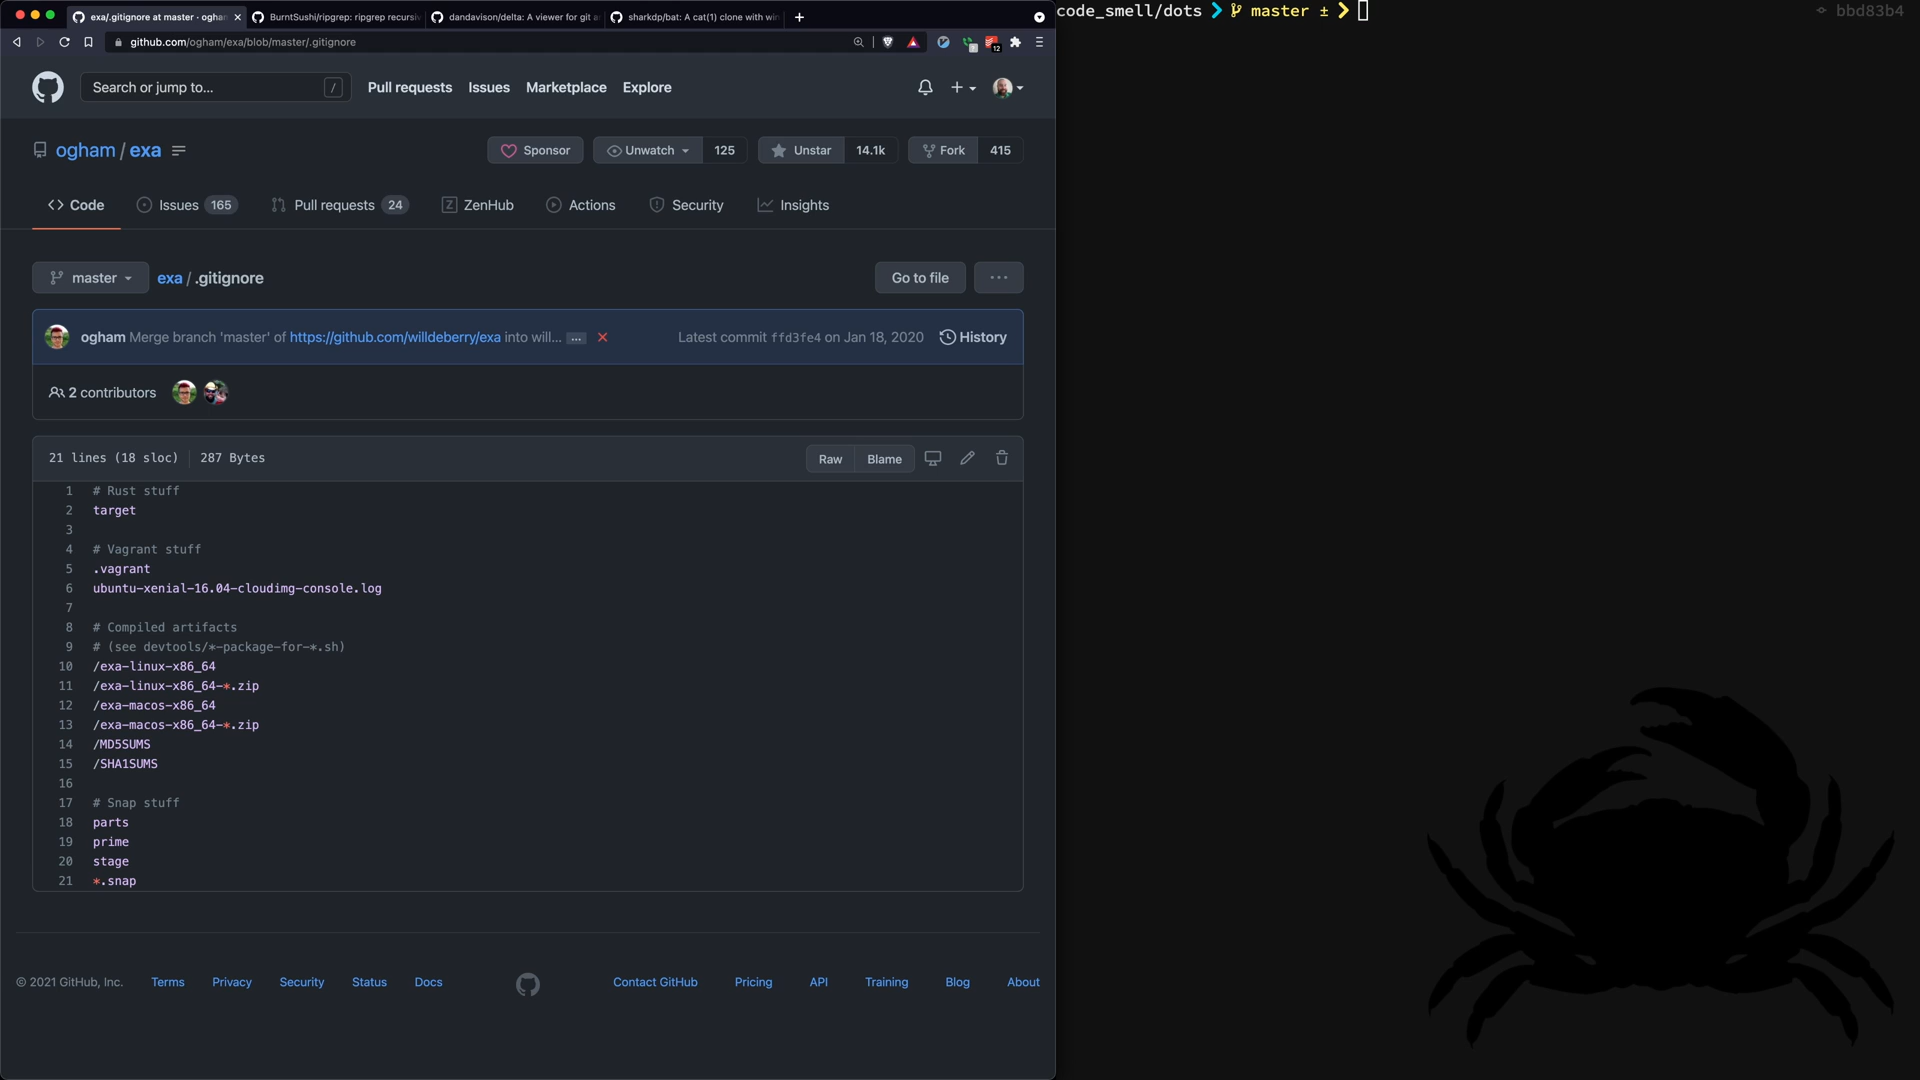 exa/.gitignore at master · ogham
BurntSushi/ripgrep: ripgrep recursiv
dandavison/delta: A viewer for git a
sharkdp/bat: A cat(1) clone with win
github.com/ogham/exa/blob/master/.gitignore
12
code_smell/dots master ±
bbd83b4
Search or jump to... /
Pull requests Issues Marketplace Explore
ogham / exa
Sponsor Unwatch 125 Unstar 14.1k Fork 415
Code Issues 165 Pull requests 24 ZenHub Actions Security Insights
master exa / .gitignore Go to file ...
ogham Merge branch 'master' of https://github.com/willdeberry/exa into will... ... Latest commit ffd3fe4 on Jan 18, 2020 History
2 contributors
21 lines (18 sloc) 287 Bytes Raw Blame
1 # Rust stuff
2 target
3
4 # Vagrant stuff
5 .vagrant
6 ubuntu-xenial-16.04-cloudimg-console.log
7
8 # Compiled artifacts
9 # (see devtools/*-package-for-*.sh)
10 /exa-linux-x86_64
11 /exa-linux-x86_64-*.zip
12 /exa-macos-x86_64
13 /exa-macos-x86_64-*.zip
14 /MD5SUMS
15 /SHA1SUMS
16
17 # Snap stuff
18 parts
19 prime
20 stage
21 *.snap
© 2021 GitHub, Inc. Terms Privacy Security Status Docs Contact GitHub Pricing API Training Blog About